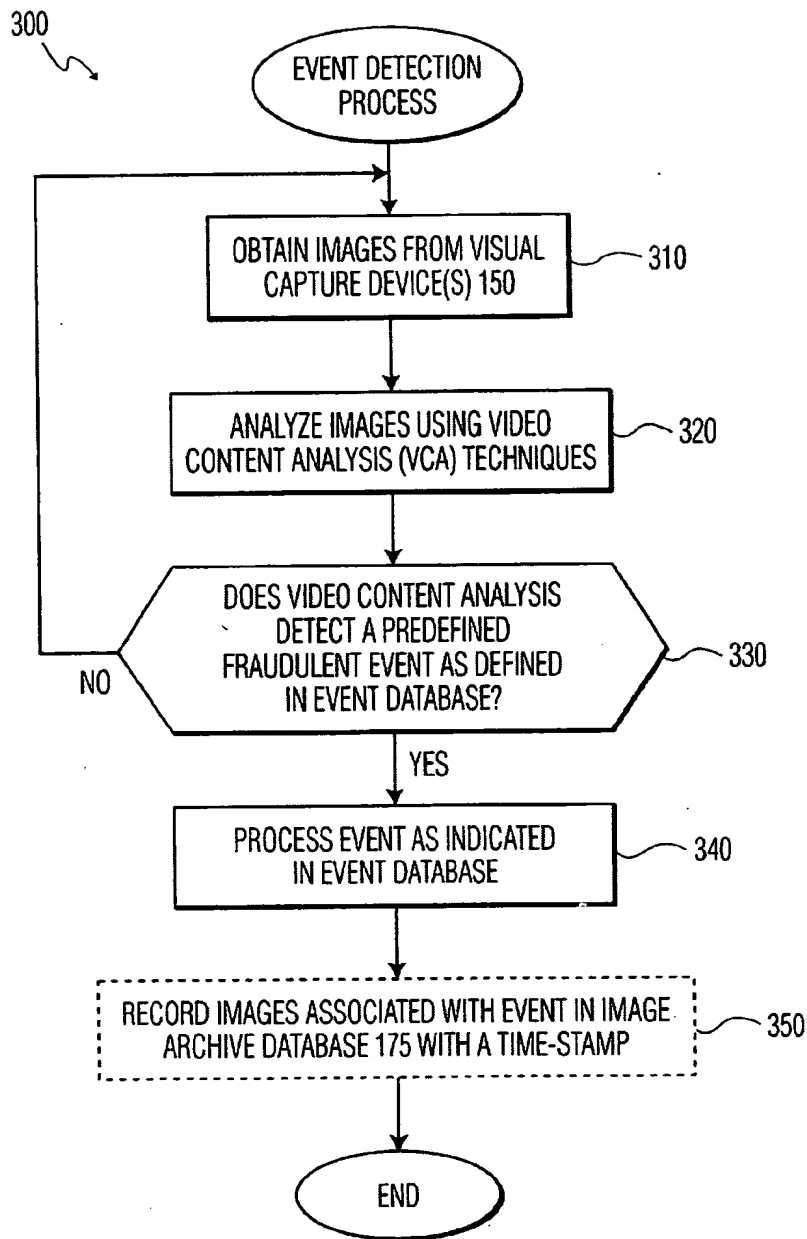 300
EVENT DETECTION
PROCESS
OBTAIN IMAGES FROM VISUAL
CAPTURE DEVICE(S) 150
310
ANALYZE IMAGES USING VIDEO
CONTENT ANALYSIS (VCA) TECHNIQUES
320
DOES VIDEO CONTENT ANALYSIS
DETECT A PREDEFINED
FRAUDULENT EVENT AS DEFINED
IN EVENT DATABASE?
330
NO
YES
PROCESS EVENT AS INDICATED
IN EVENT DATABASE
340
RECORD IMAGES ASSOCIATED WITH EVENT IN IMAGE
ARCHIVE DATABASE 175 WITH A TIME-STAMP
350
END